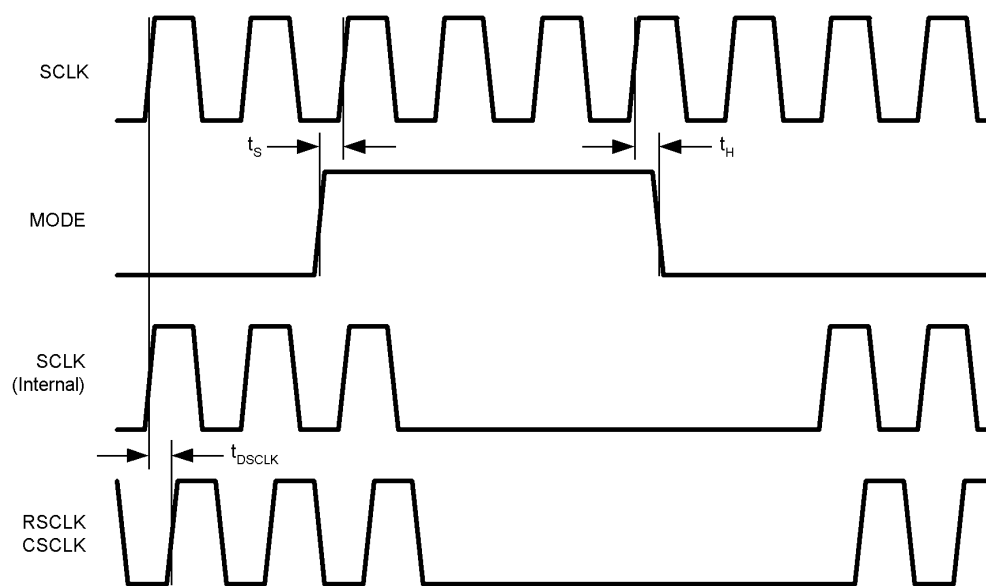 SCLK
tS
tH
MODE
SCLK
(Internal)
tDSCLK
RSCLK
CSCLK